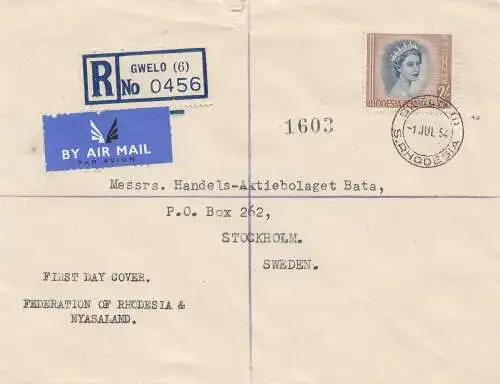 R GWELO (6)
No 0456
BY AIR MAIL
PAR AVION
1603
2/-
RHODESIA
-1 JUL 54
S. RHODESIA
Messrs. Handels-Aktiebolaget Bata,
P.O. Box 262,
STOCKHOLM.
SWEDEN.
FIRST DAY COVER.
FEDERATION OF RHODESIA &
NYASALAND.